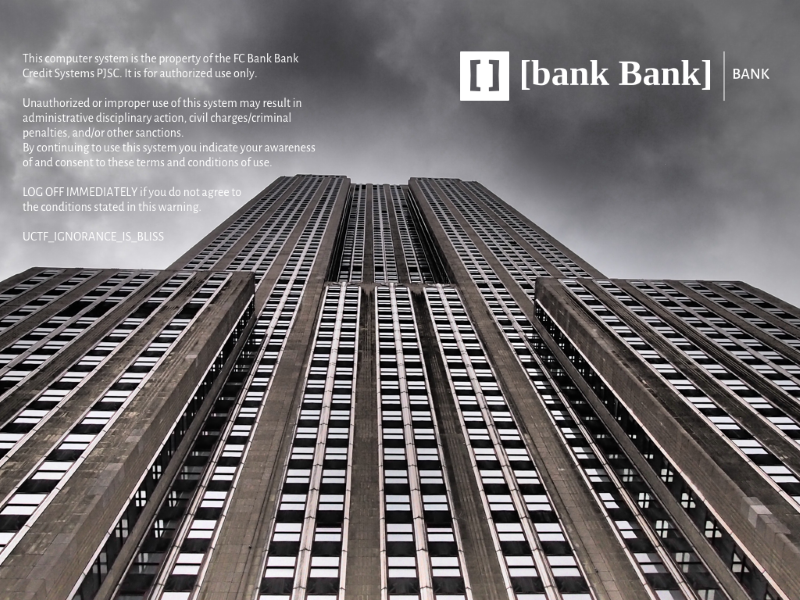 This computer system is the property of the FC Bank Bank
Credit Systems PJSC. It is for authorized use only.
Unauthorized or improper use of this system may result in
administrative disciplinary action, civil charges/criminal
penalties, and/or other sanctions.
By continuing to use this system you indicate your awareness
of and consent to these terms and conditions of use.
LOG OFF IMMEDIATELY if you do not agree to
the conditions stated in this warning.
UCTF_IGNORANCE_IS_BLISS
[] [bank Bank] BANK